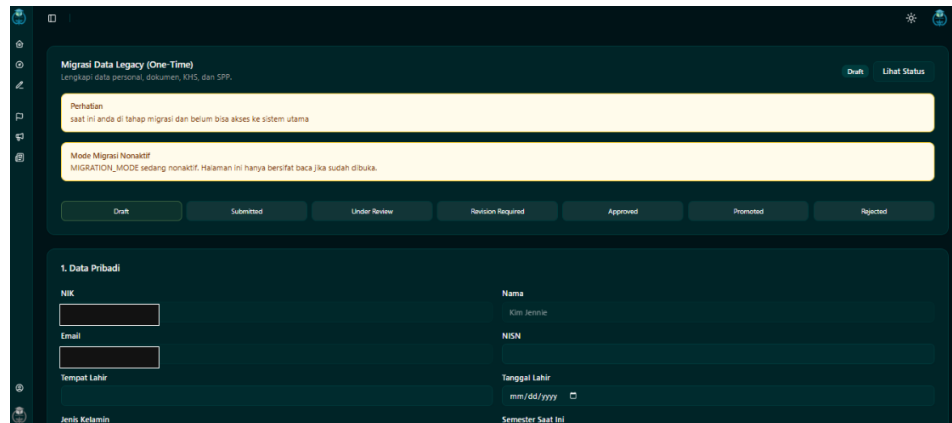 Migrasi Data Legacy (One-Time)
Lengkapi data personal, dokumen, KHS, dan SPP.
Draft
Lihat Status
Perhatian
saat ini anda di tahap migrasi dan belum bisa akses ke sistem utama
Mode Migrasi Nonaktif
MIGRATION_MODE sedang nonaktif. Halaman ini hanya bersifat baca jika sudah dibuka.
Draft
Submitted
Under Review
Revision Required
Approved
Promoted
Rejected
1. Data Pribadi
NIK
Nama
Kim Jennie
Email
NISN
Tempat Lahir
Tanggal Lahir
mm/dd/yyyy
Jenis Kelamin
Semester Saat Ini